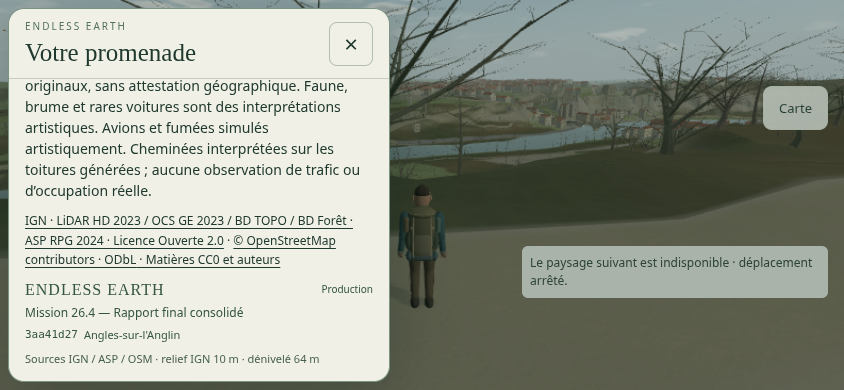 ENDLESS EARTH
Votre promenade
✕
originaux, sans attestation géographique. Faune,
brume et rares voitures sont des interprétations
artistiques. Avions et fumées simulés
artistiquement. Cheminées interprétées sur les
toitures générées ; aucune observation de trafic ou
d'occupation réelle.
IGN · LiDAR HD 2023 / OCS GE 2023 / BD TOPO / BD Forêt ·
ASP RPG 2024 · Licence Ouverte 2.0 · © OpenStreetMap
contributors · ODbL · Matières CC0 et auteurs
ENDLESS EARTH Production
Mission 26.4 — Rapport final consolidé
3aa41d27 Angles-sur-l'Anglin
Sources IGN / ASP / OSM · relief IGN 10 m · dénivelé 64 m
Carte
Le paysage suivant est indisponible · déplacement
arrêté.